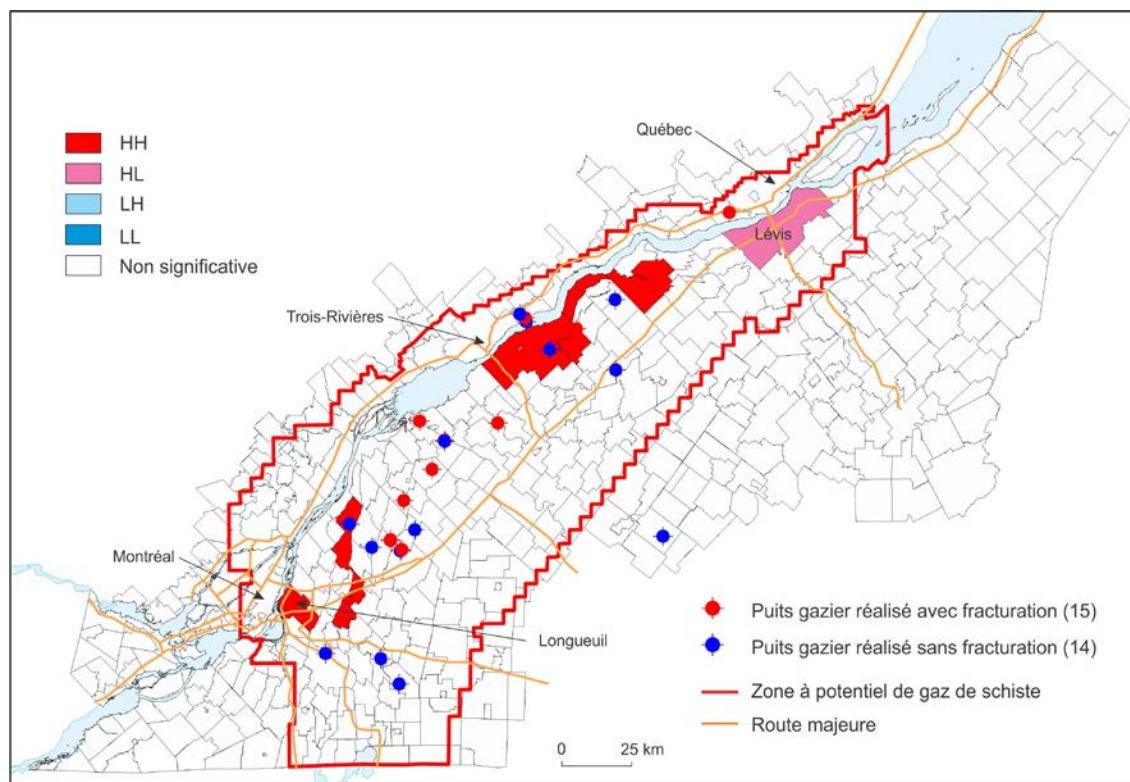 Québec
HH
HL
LH
LL
Non significative
Lévis
Trois-Rivières
Montréal
Longueuil
Puits gazier réalisé avec fracturation (15)
Puits gazier réalisé sans fracturation (14)
Zone à potentiel de gaz de schiste
Route majeure
0 25 km